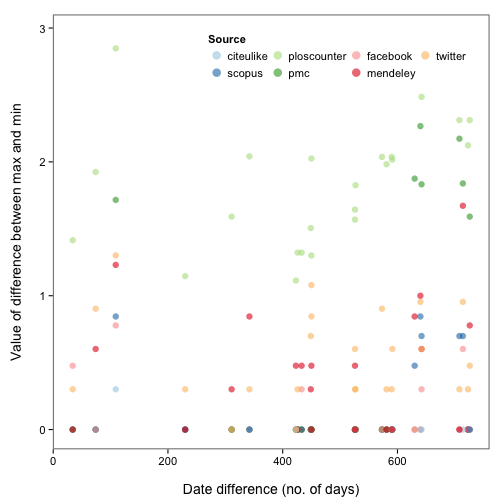 Source
citeulike ploscounter facebook twitter
scopus pmc mendeley
3
2
1
0
Value of difference between max and min
0 200 400 600
Date difference (no. of days)